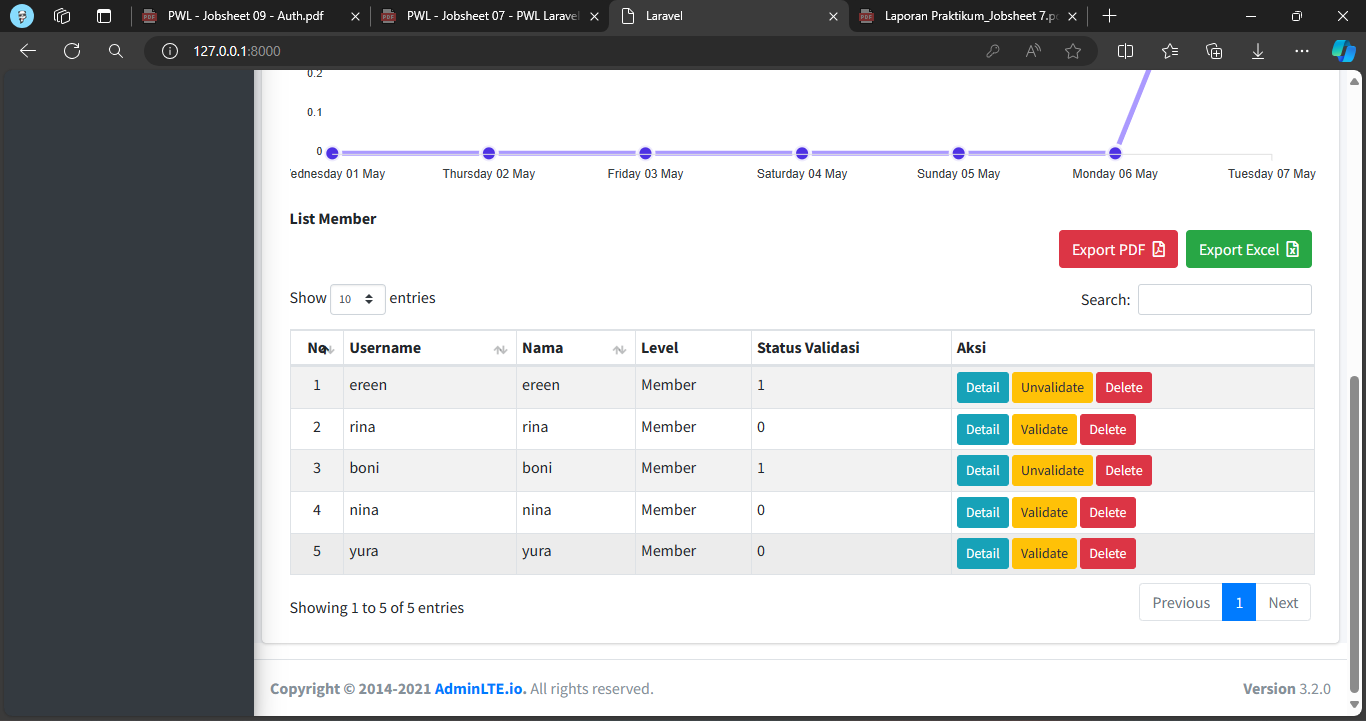 PWL - Jobsheet 09 - Auth.pdf
PWL - Jobsheet 07 - PWL Laravel
Laravel
Laporan Praktikum_Jobsheet 7.p
127.0.0.1:8000
0.2
0.1
0
ednesday 01 May Thursday 02 May Friday 03 May Saturday 04 May Sunday 05 May Monday 06 May Tuesday 07 May
List Member
Export PDF Export Excel
Show 10 entries Search:
No Username Nama Level Status Validasi Aksi
1 ereen ereen Member 1 Detail Unvalidate Delete
2 rina rina Member 0 Detail Validate Delete
3 boni boni Member 1 Detail Unvalidate Delete
4 nina nina Member 0 Detail Validate Delete
5 yura yura Member 0 Detail Validate Delete
Showing 1 to 5 of 5 entries Previous 1 Next
Copyright © 2014-2021 AdminLTE.io. All rights reserved. Version 3.2.0